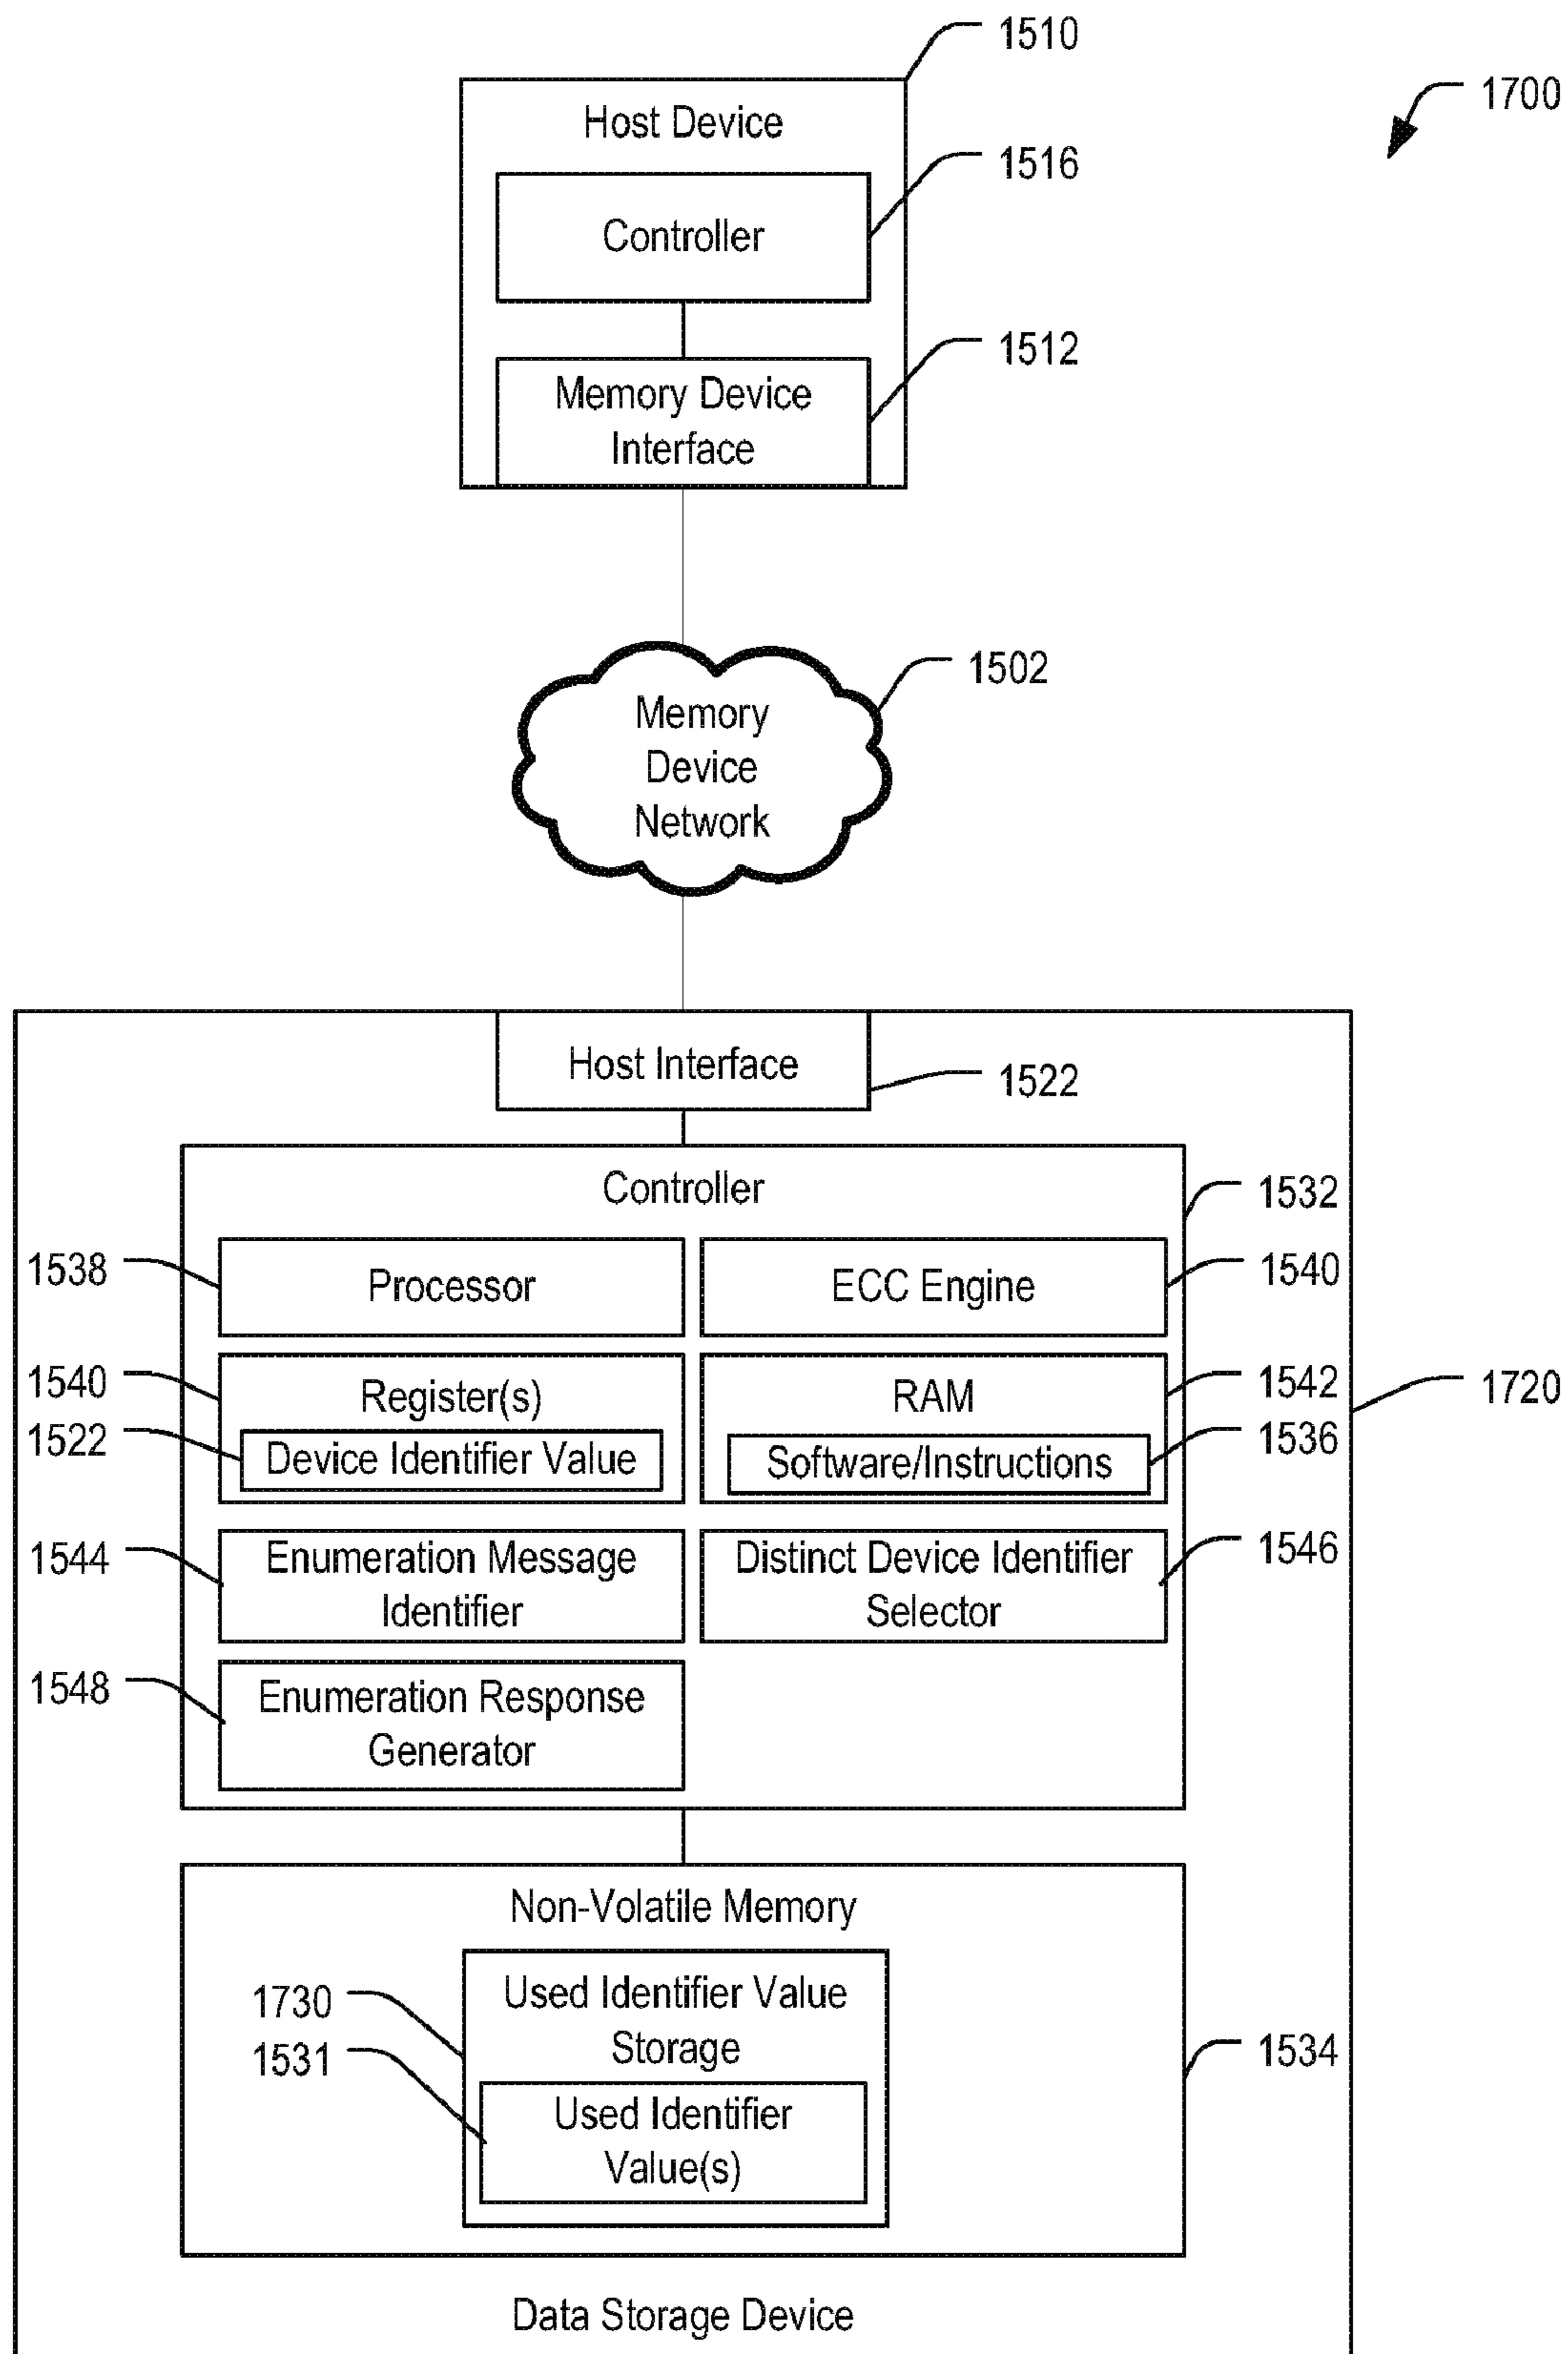 1510
Host Device
1700
1516
Controller
1512
Memory Device
Interface
1502
Memory
Device
Network
Host Interface
1522
Controller
1532
1538
Processor
ECC Engine
1540
1540
Register(s)
RAM
1542
1720
1522
Device Identifier Value
Software/Instructions
1536
1544
Enumeration Message
Identifier
Distinct Device Identifier
Selector
1546
1548
Enumeration Response
Generator
Non-Volatile Memory
1730
Used Identifier Value
Storage
1531
1534
Used Identifier
Value(s)
Data Storage Device